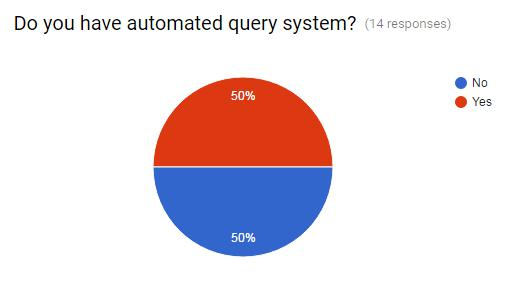 Do you have automated query system? (14 responses)
No
Yes
50%
50%